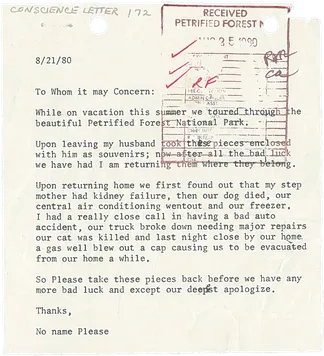 CONSCIENCE LETTER 172
RECEIVED
PETRIFIED FOREST N
5 1980
8/21/80
To Whom it may Concern:
While on vacation this summer we toured through the
beautiful Petrified Forest National Park.
Upon leaving my husband took these pieces enclosed
with him as souvenirs; now after all the bad luck
we have had I am returning them where they belong.
Upon returning home we first found out that my step
mother had kidney failure, then our dog died, our
central air conditioning wentout and our freezer.
I had a really close call in having a bad auto
accident, our truck broke down needing major repairs
our cat was killed and last night close by our home
a gas well blew out a cap causing us to be evacuated
from our home a while.
So Please take these pieces back before we have any
more bad luck and except our deepst apologize.
Thanks,
No name Please